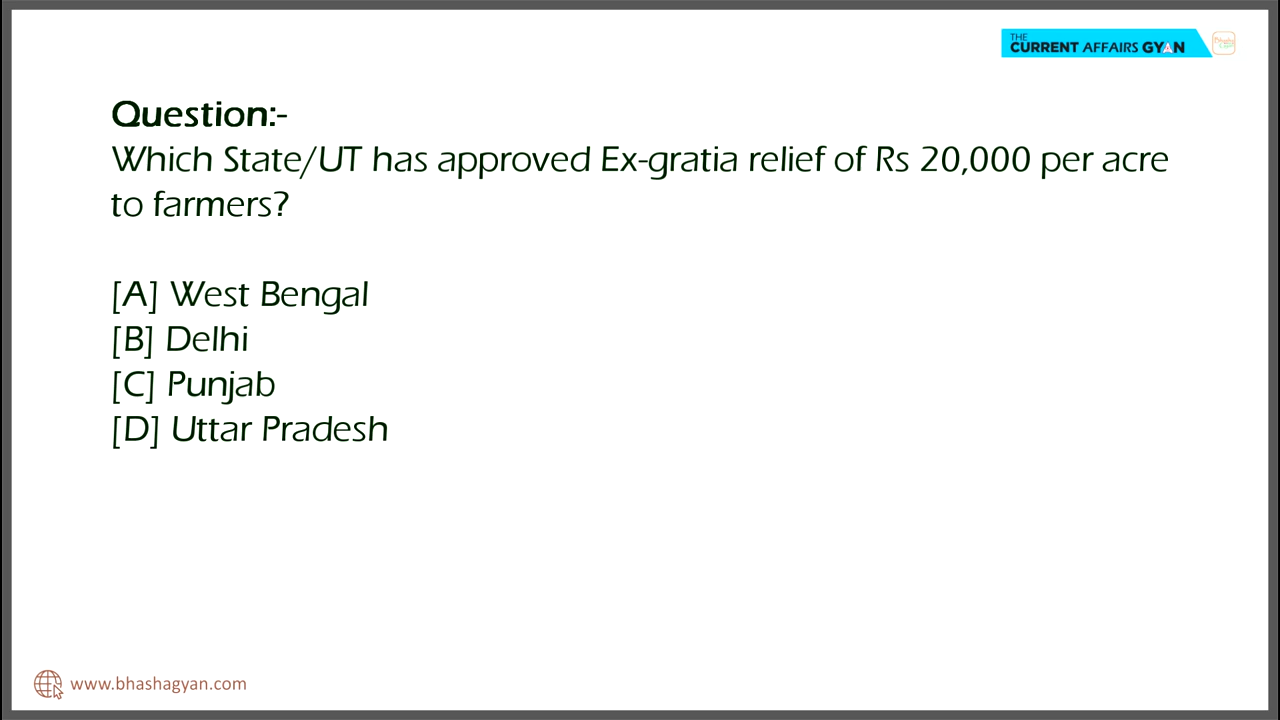 THE
CURRENT AFFAIRS GYAN
Question:-
Which State/UT has approved Ex-gratia relief of Rs 20,000 per acre
to farmers?
[A] West Bengal
[B] Delhi
[C] Punjab
[D] Uttar Pradesh
www.bhashagyan.com